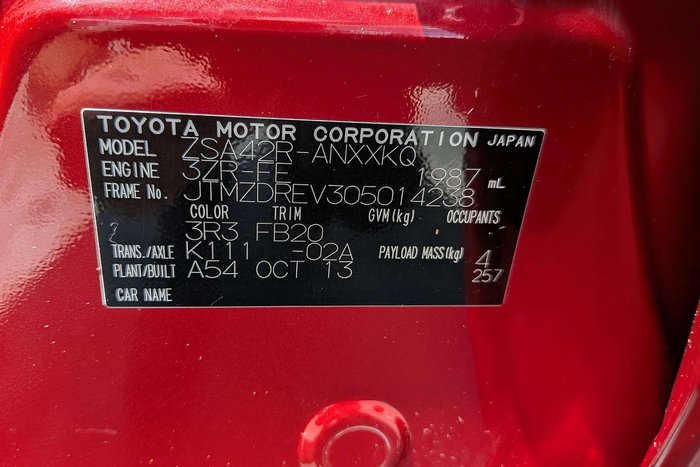 TOYOTA MOTOR CORPORATION JAPAN
MODEL ZSA42R-ANXXKQ
ENGINE 3ZR-FE 1987 mL
FRAME No. JTMZDREV305014238
COLOR TRIM GVM(kg) OCCUPANTS
3R3 FB20
TRANS./AXLE K111 -02A PAYLOAD MASS(kg) 4
PLANT/BUILT A54 OCT 13 257
CAR NAME